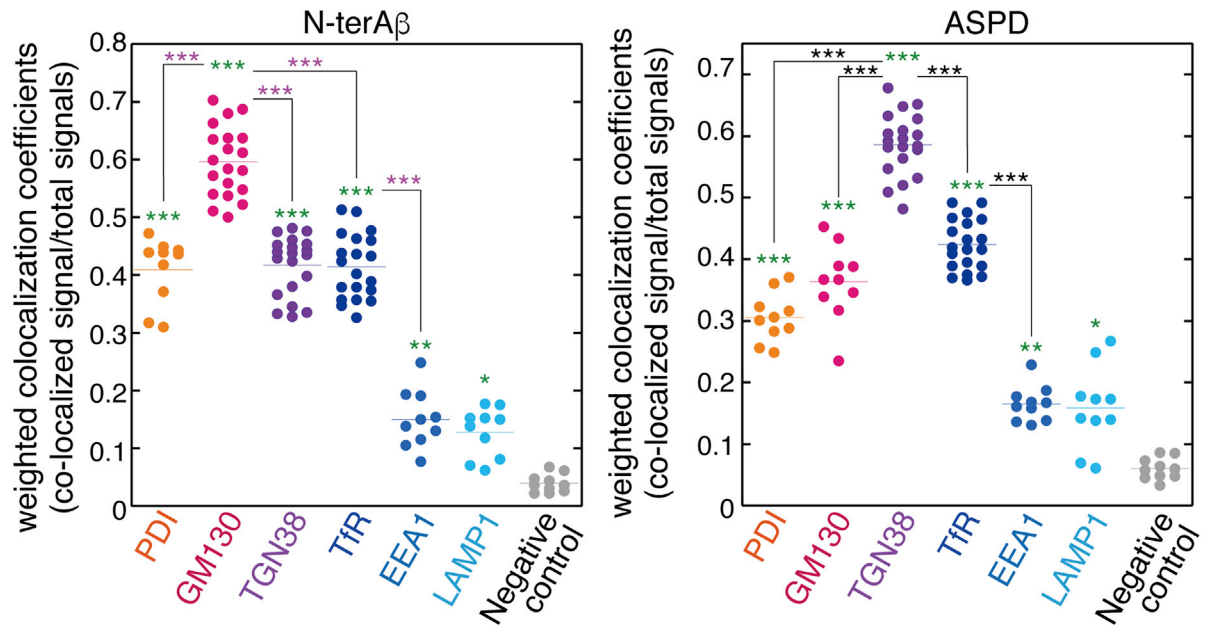 N-terAβ
weighted colocalization coefficients
(co-localized signal/total signals)
0.8
0.7
0.6
0.5
0.4
0.3
0.2
0.1
0
***
***
***
***
***
***
***
***
**
*
PDI
GM130
TGN38
TfR
EEA1
LAMP1
Negative
control
ASPD
weighted colocalization coefficients
(co-localized signal/total signals)
0.7
0.6
0.5
0.4
0.3
0.2
0.1
0
***
***
***
***
***
***
***
***
**
*
PDI
GM130
TGN38
TfR
EEA1
LAMP1
Negative
control